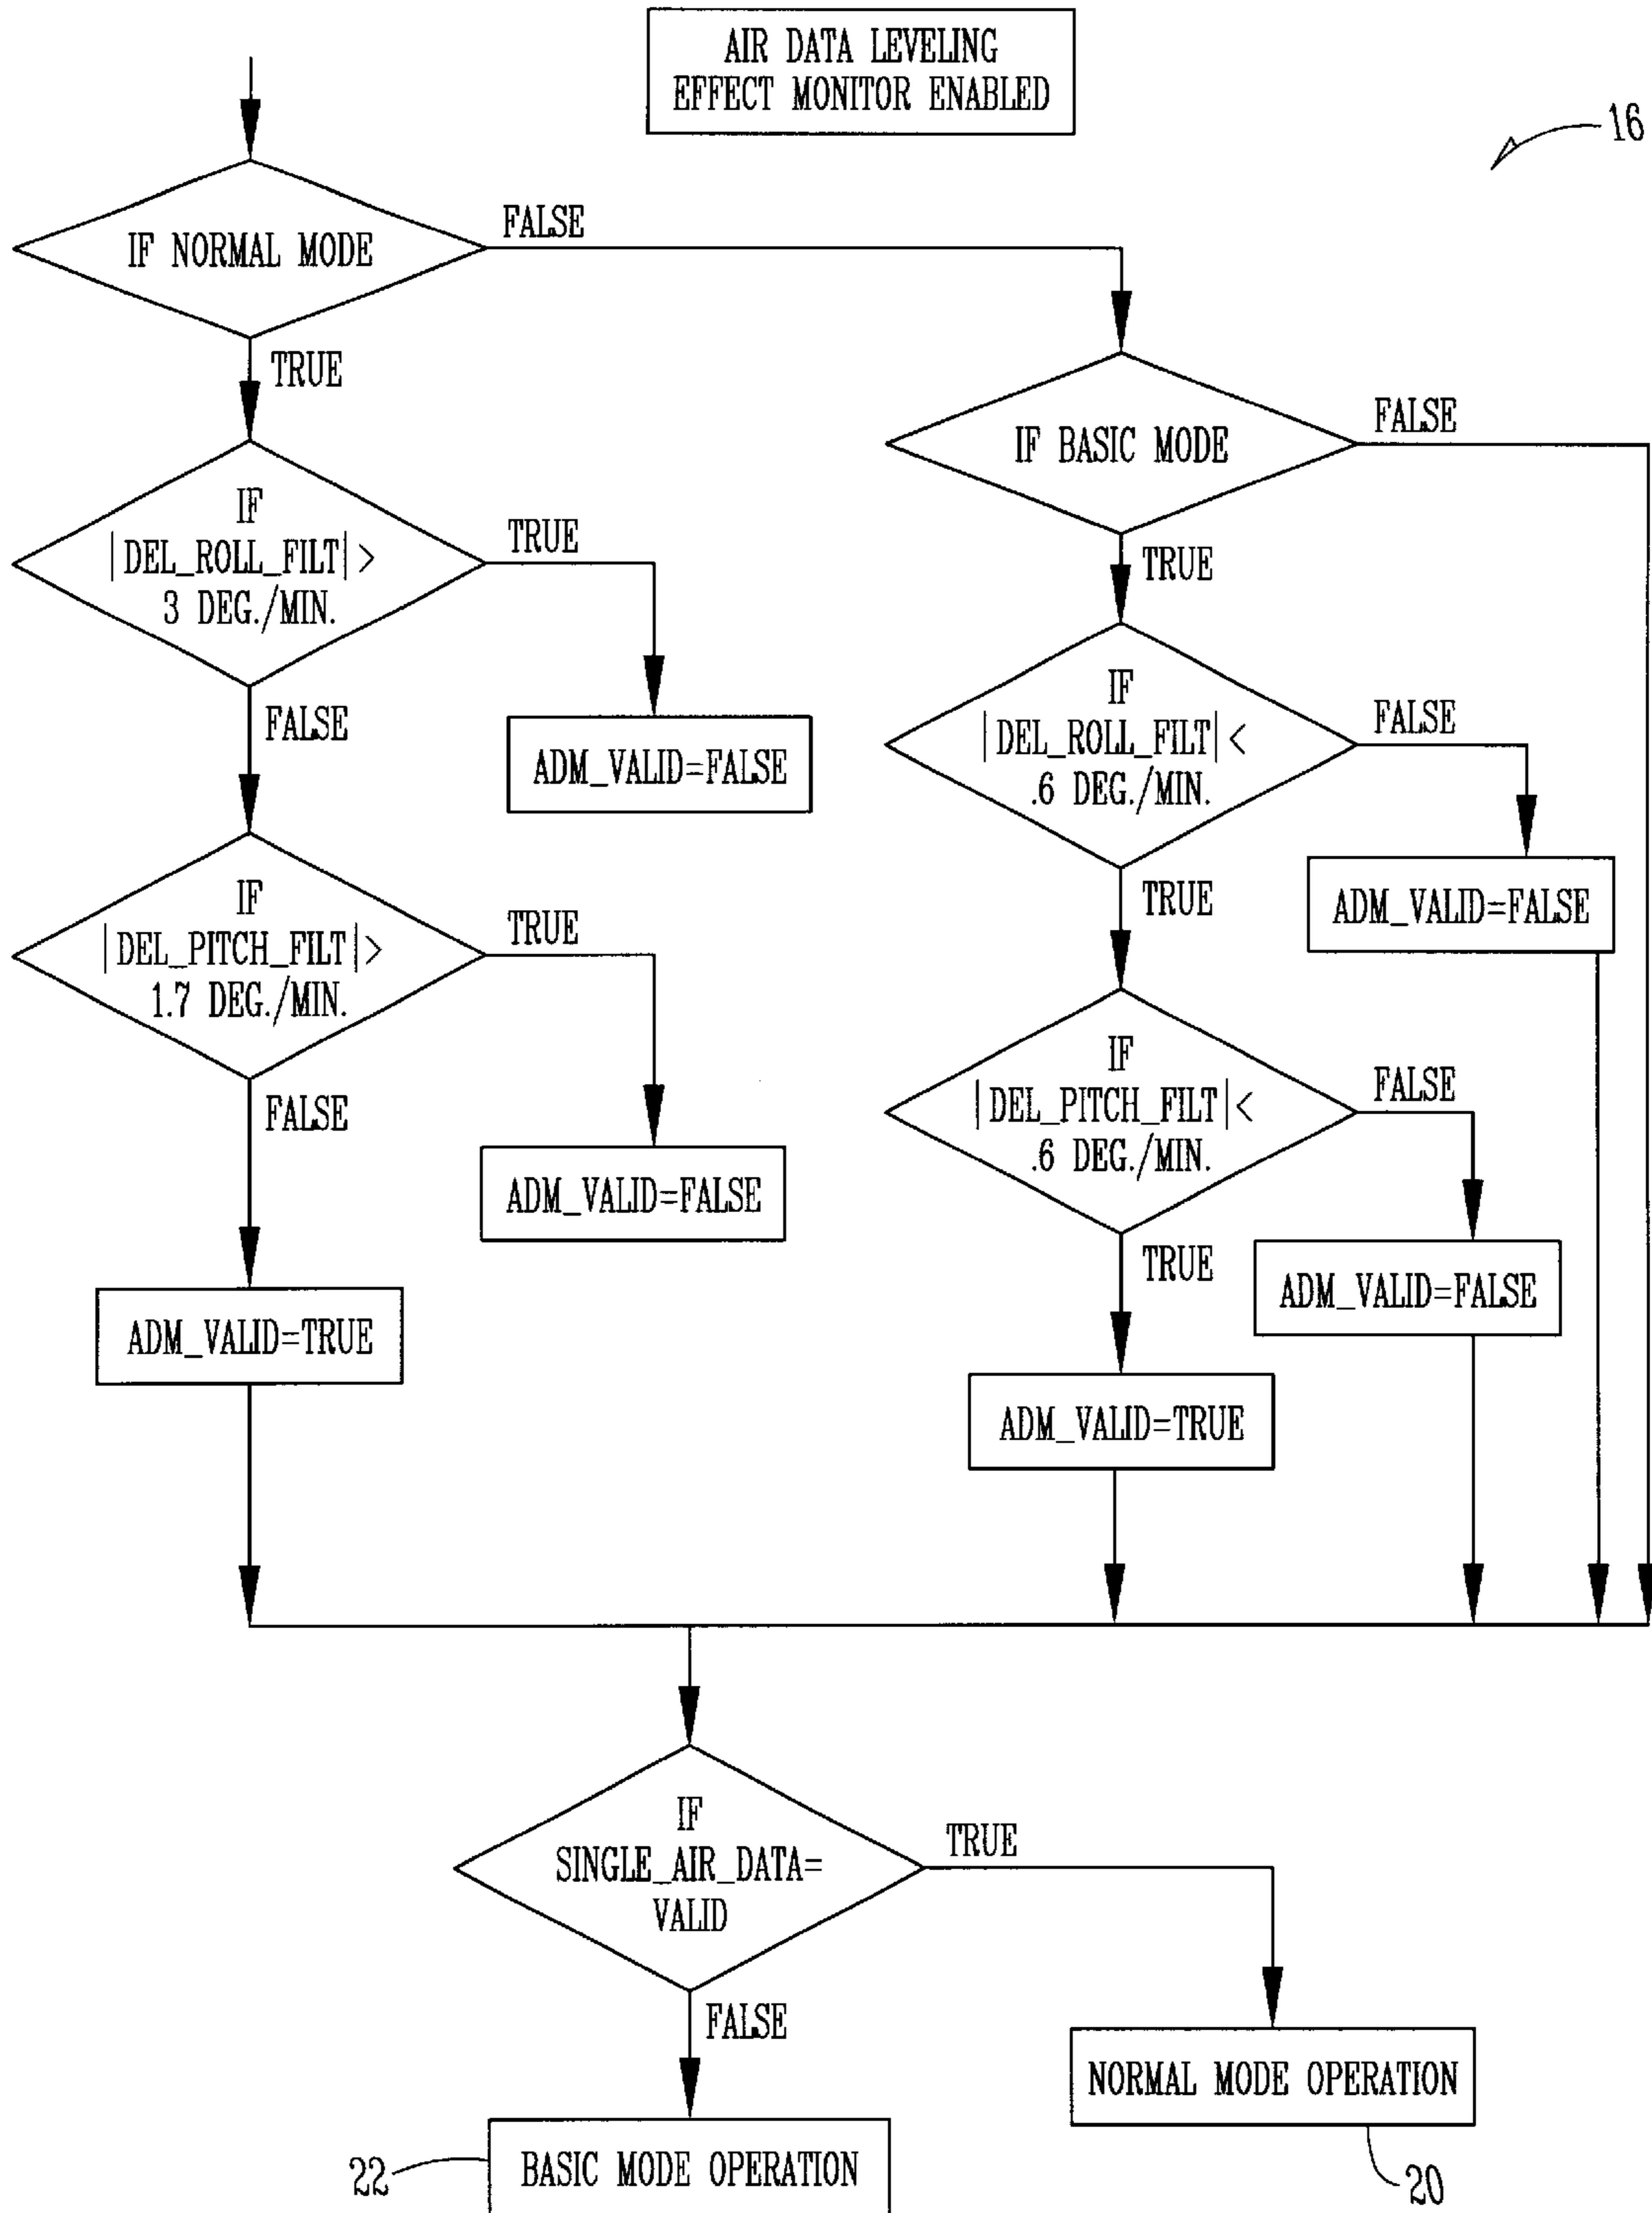 AIR DATA LEVELING
EFFECT MONITOR ENABLED
16
IF NORMAL MODE
FALSE
TRUE
IF BASIC MODE
FALSE
TRUE
IF
|DEL_ROLL_FILT|>
3 DEG./MIN.
TRUE
FALSE
ADM_VALID=FALSE
IF
|DEL_ROLL_FILT|<
.6 DEG./MIN.
FALSE
TRUE
ADM_VALID=FALSE
IF
|DEL_PITCH_FILT|>
1.7 DEG./MIN.
TRUE
FALSE
ADM_VALID=FALSE
IF
|DEL_PITCH_FILT|<
.6 DEG./MIN.
FALSE
TRUE
ADM_VALID=FALSE
ADM_VALID=TRUE
ADM_VALID=TRUE
IF
SINGLE_AIR_DATA=
VALID
TRUE
FALSE
NORMAL MODE OPERATION
20
BASIC MODE OPERATION
22